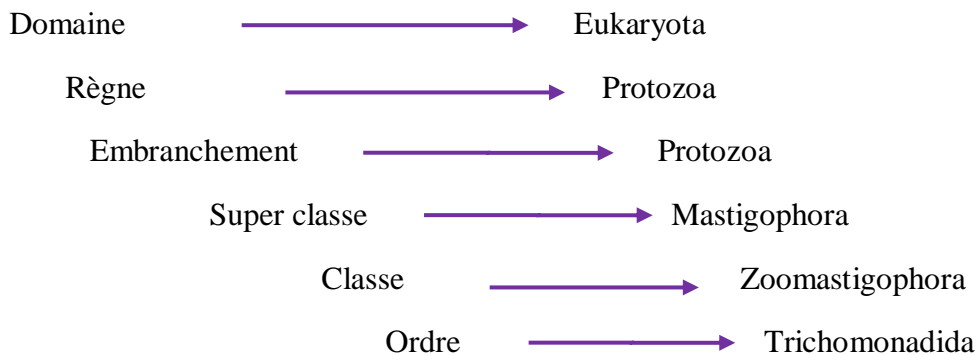 Domaine Eukaryota
Règne Protozoa
Embranchement Protozoa
Super classe Mastigophora
Classe Zoomastigophora
Ordre Trichomonadida